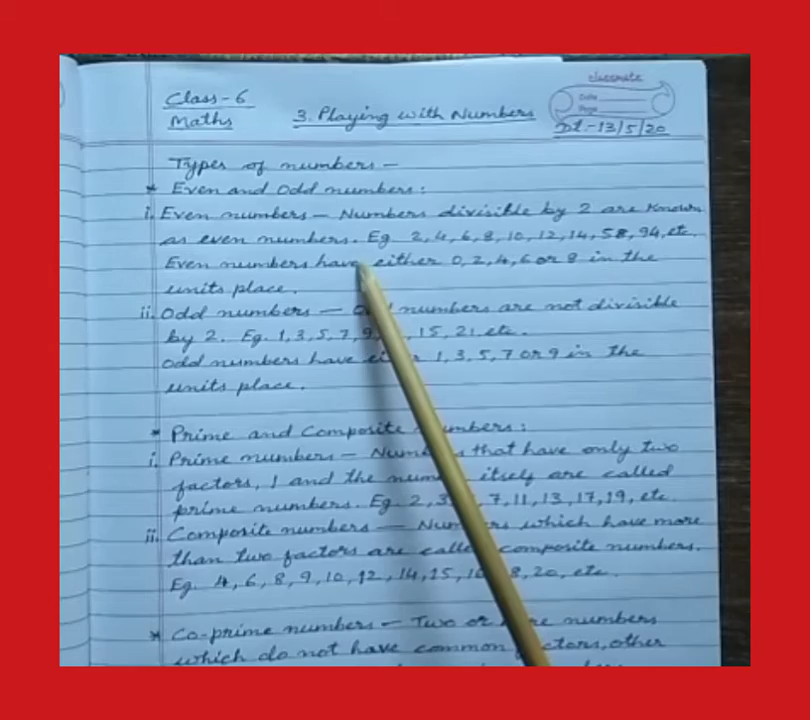 classmate
Date
Page
Class-6
Maths
3. Playing with Numbers
Dt:-13/5/20
Types of numbers —
* Even and Odd numbers:
i. Even numbers — Numbers divisible by 2 are known
as even numbers. Eg. 2, 4, 6, 8, 10, 12, 14, 58, 94, etc.
Even numbers have either 0, 2, 4, 6 or 8 in the
units place.
ii. Odd numbers — numbers are not divisible
by 2. Eg. 1, 3, 5, 7, 9, 15, 21 etc.
Odd numbers have 1, 3, 5, 7 or 9 in the
units place.
* Prime and Composite numbers:
i. Prime numbers — that have only two
factors, 1 and the itself are called
prime numbers. Eg. 2, 3, 7, 11, 13, 17, 19, etc.
ii. Composite numbers — which have more
than two factors are called composite numbers.
Eg. 4, 6, 8, 9, 10, 12, 14, 15, 20, etc.
* Co-prime numbers — Two or numbers
which do not have common other